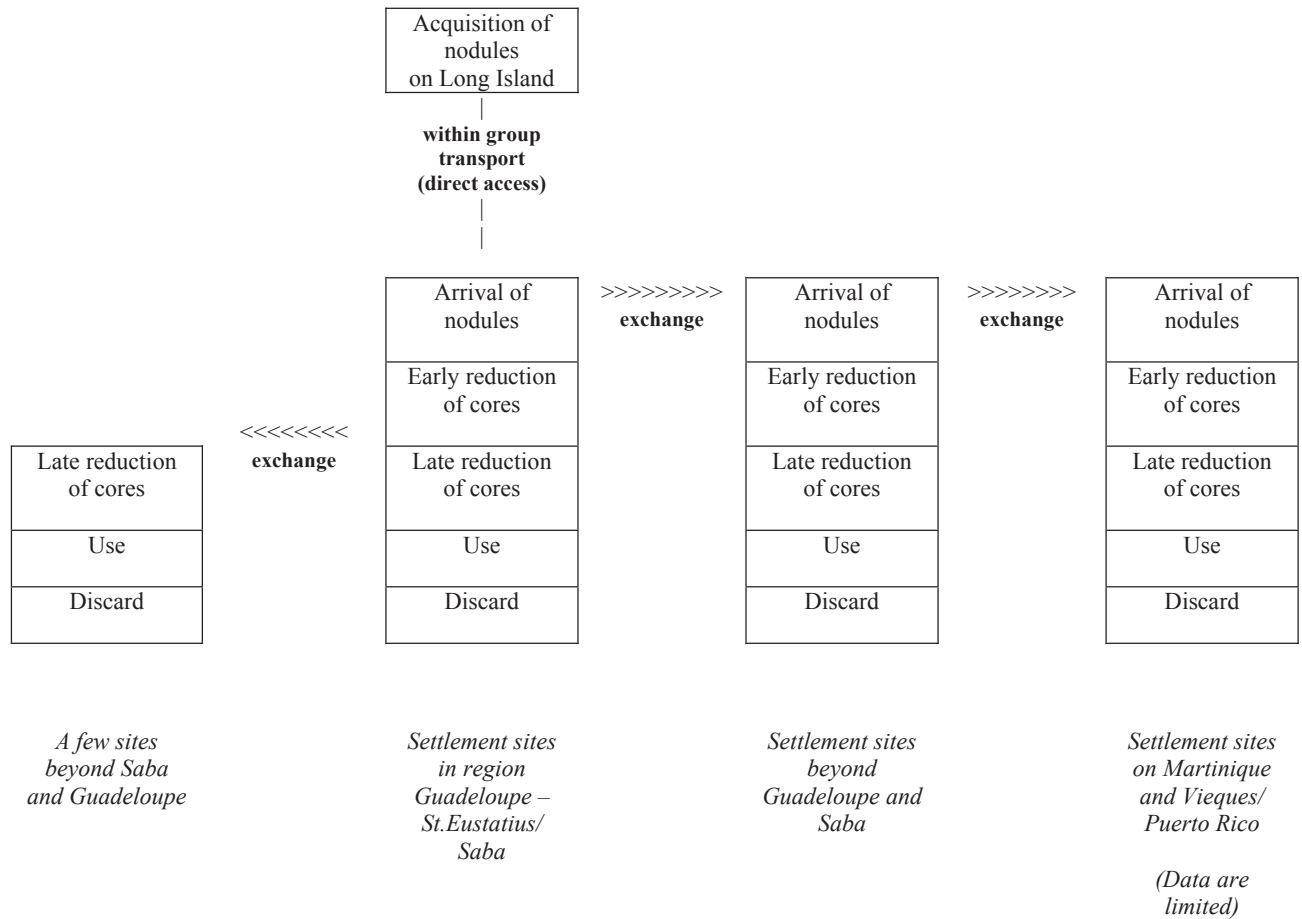 Acquisition of
nodules
on Long Island
|
within group
transport
(direct access)
|
|
Arrival of
nodules
Early reduction
of cores
Late reduction
of cores
Use
Discard
>>>>>>>>>
exchange
Arrival of
nodules
Early reduction
of cores
Late reduction
of cores
Use
Discard
>>>>>>>>
exchange
Arrival of
nodules
Early reduction
of cores
Late reduction
of cores
Use
Discard
<<<<<<<<
exchange
Late reduction
of cores
Use
Discard
A few sites
beyond Saba
and Guadeloupe
Settlement sites
in region
Guadeloupe –
St.Eustatius/
Saba
Settlement sites
beyond
Guadeloupe and
Saba
Settlement sites
on Martinique
and Vieques/
Puerto Rico
(Data are
limited)